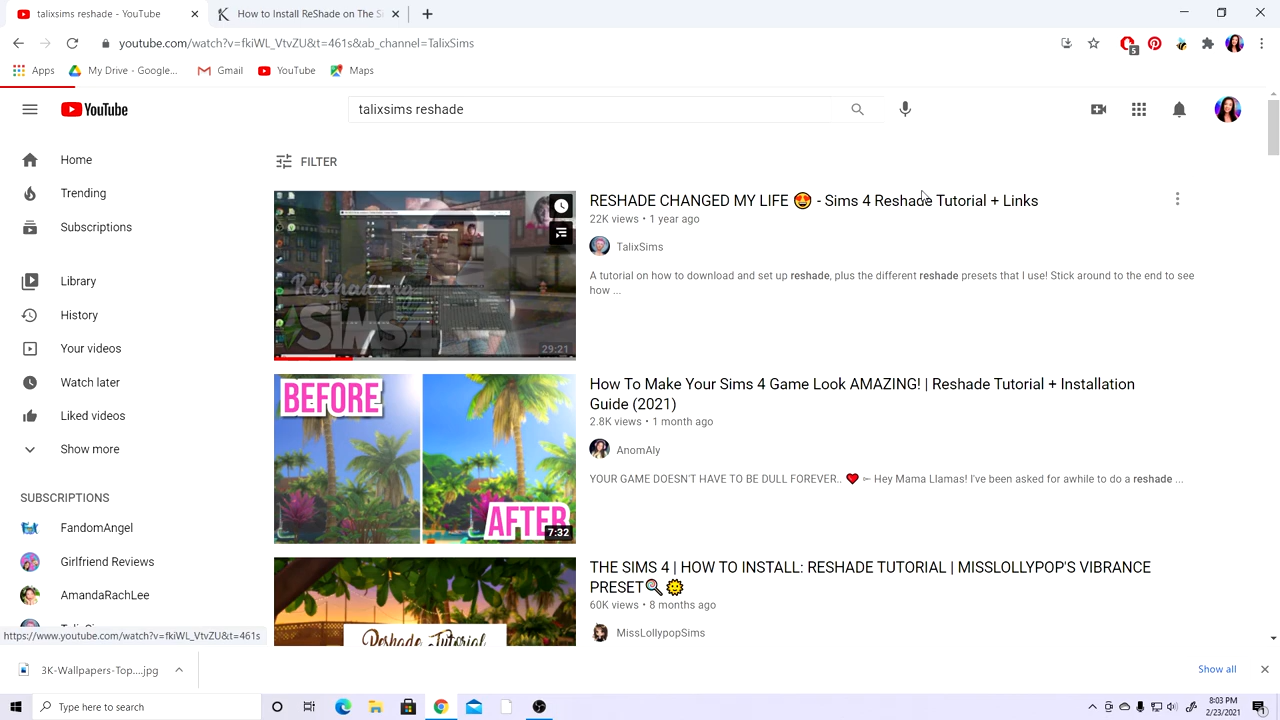 talixsims reshade - YouTube
How to Install ReShade on The S
youtube.com/watch?v=fkiWL_VtvZU&t=461s&ab_channel=TalixSims
5
Apps
My Drive - Google...
Gmail
YouTube
Maps
YouTube
talixsims reshade
Home
Trending
Subscriptions
Library
History
Your videos
Watch later
Liked videos
Show more
SUBSCRIPTIONS
FandomAngel
Girlfriend Reviews
AmandaRachLee
FILTER
Reshading
THE
SIMS
29:21
RESHADE CHANGED MY LIFE 😍 - Sims 4 Reshade Tutorial + Links
22K views • 1 year ago
TalixSims
A tutorial on how to download and set up reshade, plus the different reshade presets that I use! Stick around to the end to see
how ...
BEFORE
AFTER
7:32
How To Make Your Sims 4 Game Look AMAZING! | Reshade Tutorial + Installation
Guide (2021)
2.8K views • 1 month ago
AnomAly
YOUR GAME DOESN'T HAVE TO BE DULL FOREVER.. ❤️ ➳ Hey Mama Llamas! I've been asked for awhile to do a reshade ...
Reshade Tutorial
THE SIMS 4 | HOW TO INSTALL: RESHADE TUTORIAL | MISSLOLLYPOP'S VIBRANCE
PRESET🔍🌞
60K views • 8 months ago
MissLollypopSims
https://www.youtube.com/watch?v=fkiWL_VtvZU&t=461s
3K-Wallpapers-Top....jpg
Show all
Type here to search
8:03 PM
2/23/2021
1